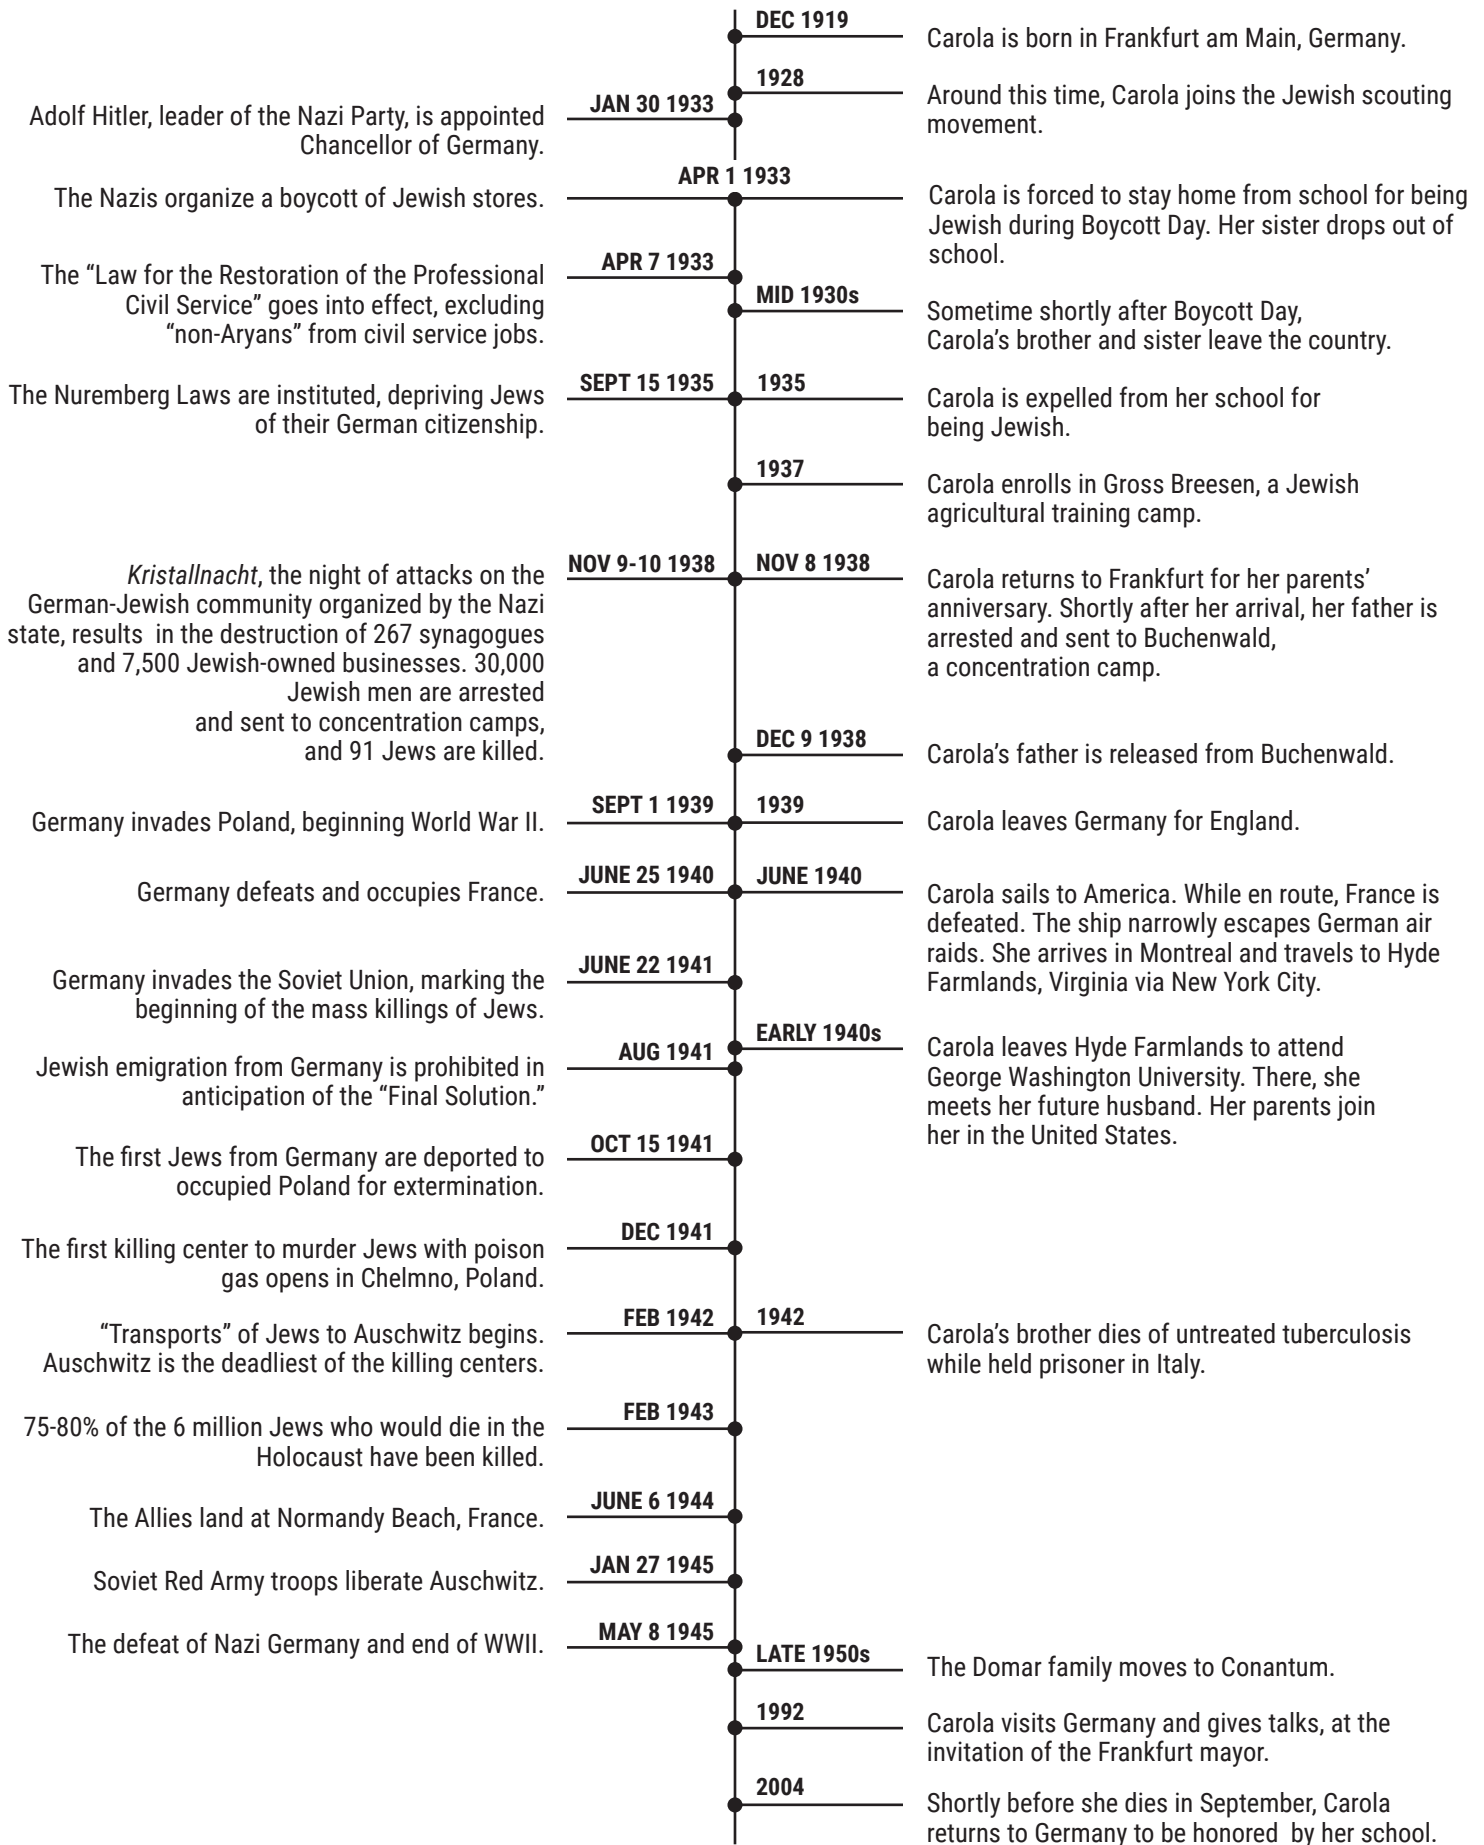 DEC 1919
Carola is born in Frankfurt am Main, Germany.
1928
Around this time, Carola joins the Jewish scouting
movement.
JAN 30 1933
Adolf Hitler, leader of the Nazi Party, is appointed
Chancellor of Germany.
APR 1 1933
The Nazis organize a boycott of Jewish stores.
Carola is forced to stay home from school for being
Jewish during Boycott Day. Her sister drops out of
school.
APR 7 1933
The “Law for the Restoration of the Professional
Civil Service” goes into effect, excluding
“non-Aryans” from civil service jobs.
MID 1930s
Sometime shortly after Boycott Day,
Carola’s brother and sister leave the country.
SEPT 15 1935
The Nuremberg Laws are instituted, depriving Jews
of their German citizenship.
1935
Carola is expelled from her school for
being Jewish.
1937
Carola enrolls in Gross Breesen, a Jewish
agricultural training camp.
NOV 9-10 1938
Kristallnacht, the night of attacks on the
German-Jewish community organized by the Nazi
state, results in the destruction of 267 synagogues
and 7,500 Jewish-owned businesses. 30,000
Jewish men are arrested
and sent to concentration camps,
and 91 Jews are killed.
NOV 8 1938
Carola returns to Frankfurt for her parents’
anniversary. Shortly after her arrival, her father is
arrested and sent to Buchenwald,
a concentration camp.
DEC 9 1938
Carola’s father is released from Buchenwald.
SEPT 1 1939
Germany invades Poland, beginning World War II.
1939
Carola leaves Germany for England.
JUNE 25 1940
Germany defeats and occupies France.
JUNE 1940
Carola sails to America. While en route, France is
defeated. The ship narrowly escapes German air
raids. She arrives in Montreal and travels to Hyde
Farmlands, Virginia via New York City.
JUNE 22 1941
Germany invades the Soviet Union, marking the
beginning of the mass killings of Jews.
EARLY 1940s
Carola leaves Hyde Farmlands to attend
George Washington University. There, she
meets her future husband. Her parents join
her in the United States.
AUG 1941
Jewish emigration from Germany is prohibited in
anticipation of the “Final Solution.”
OCT 15 1941
The first Jews from Germany are deported to
occupied Poland for extermination.
DEC 1941
The first killing center to murder Jews with poison
gas opens in Chelmno, Poland.
FEB 1942
“Transports” of Jews to Auschwitz begins.
Auschwitz is the deadliest of the killing centers.
1942
Carola’s brother dies of untreated tuberculosis
while held prisoner in Italy.
FEB 1943
75-80% of the 6 million Jews who would die in the
Holocaust have been killed.
JUNE 6 1944
The Allies land at Normandy Beach, France.
JAN 27 1945
Soviet Red Army troops liberate Auschwitz.
MAY 8 1945
The defeat of Nazi Germany and end of WWII.
LATE 1950s
The Domar family moves to Conantum.
1992
Carola visits Germany and gives talks, at the
invitation of the Frankfurt mayor.
2004
Shortly before she dies in September, Carola
returns to Germany to be honored by her school.